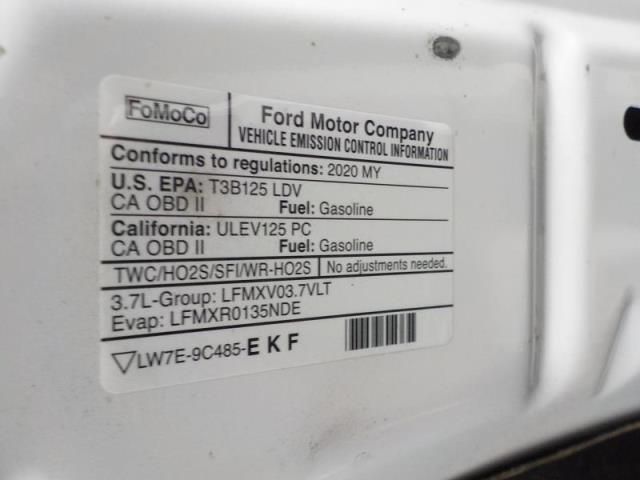 FoMoCo
Ford Motor Company
VEHICLE EMISSION CONTROL INFORMATION
Conforms to regulations: 2020 MY
U.S. EPA: T3B125 LDV
CA OBD II Fuel: Gasoline
California: ULEV125 PC
CA OBD II Fuel: Gasoline
TWC/HO2S/SFI/WR-HO2S No adjustments needed.
3.7L-Group: LFMXV03.7VLT
Evap: LFMXR0135NDE
LW7E-9C485-E K F